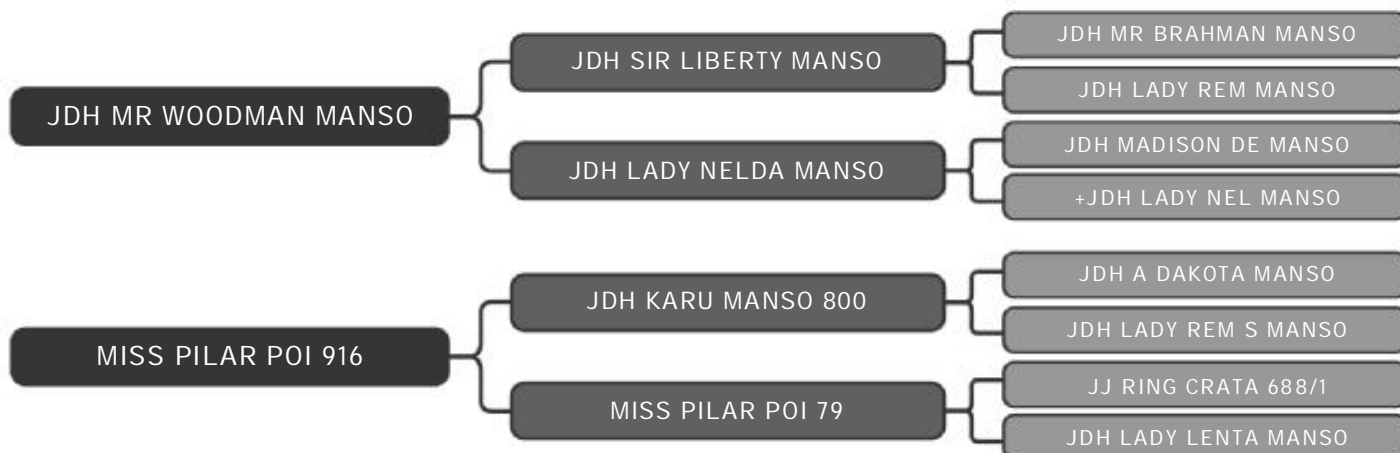 JDH MR WOODMAN MANSO
JDH SIR LIBERTY MANSO
JDH MR BRAHMAN MANSO
JDH LADY REM MANSO
JDH LADY NELDA MANSO
JDH MADISON DE MANSO
+JDH LADY NEL MANSO
MISS PILAR POI 916
JDH KARU MANSO 800
JDH A DAKOTA MANSO
JDH LADY REM S MANSO
MISS PILAR POI 79
JJ RING CRATA 688/1
JDH LADY LENTA MANSO